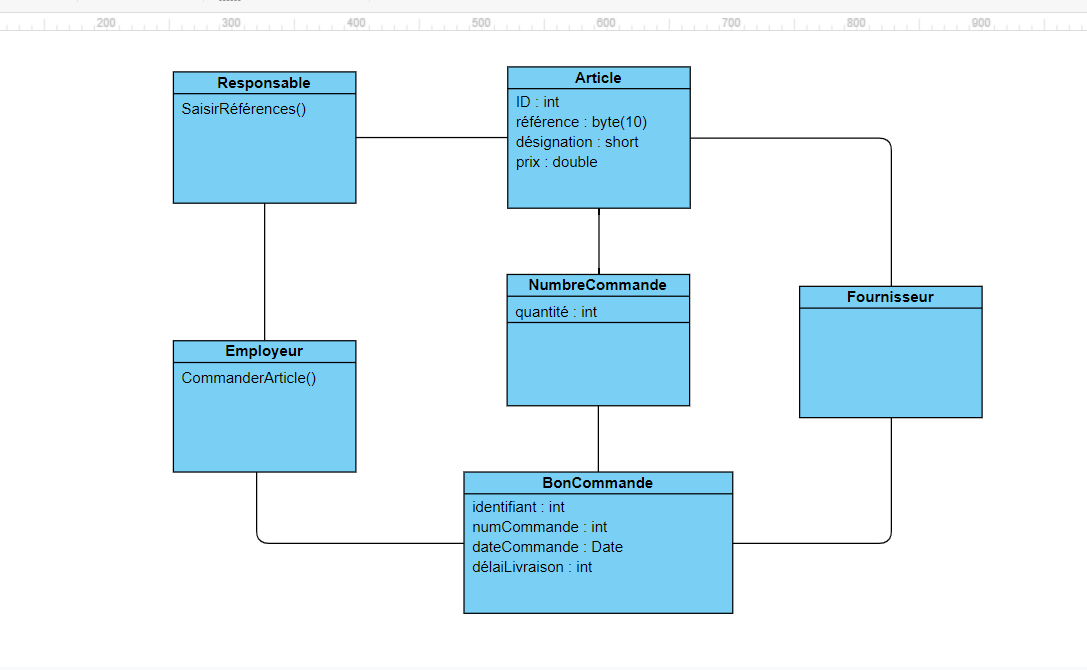 200 300 400 500 600 700 800 900
Responsable
SaisirRéférences()
Article
ID : int
référence : byte(10)
désignation : short
prix : double
NumbreCommande
quantité : int
Fournisseur
Employeur
CommanderArticle()
BonCommande
identifiant : int
numCommande : int
dateCommande : Date
délaiLivraison : int